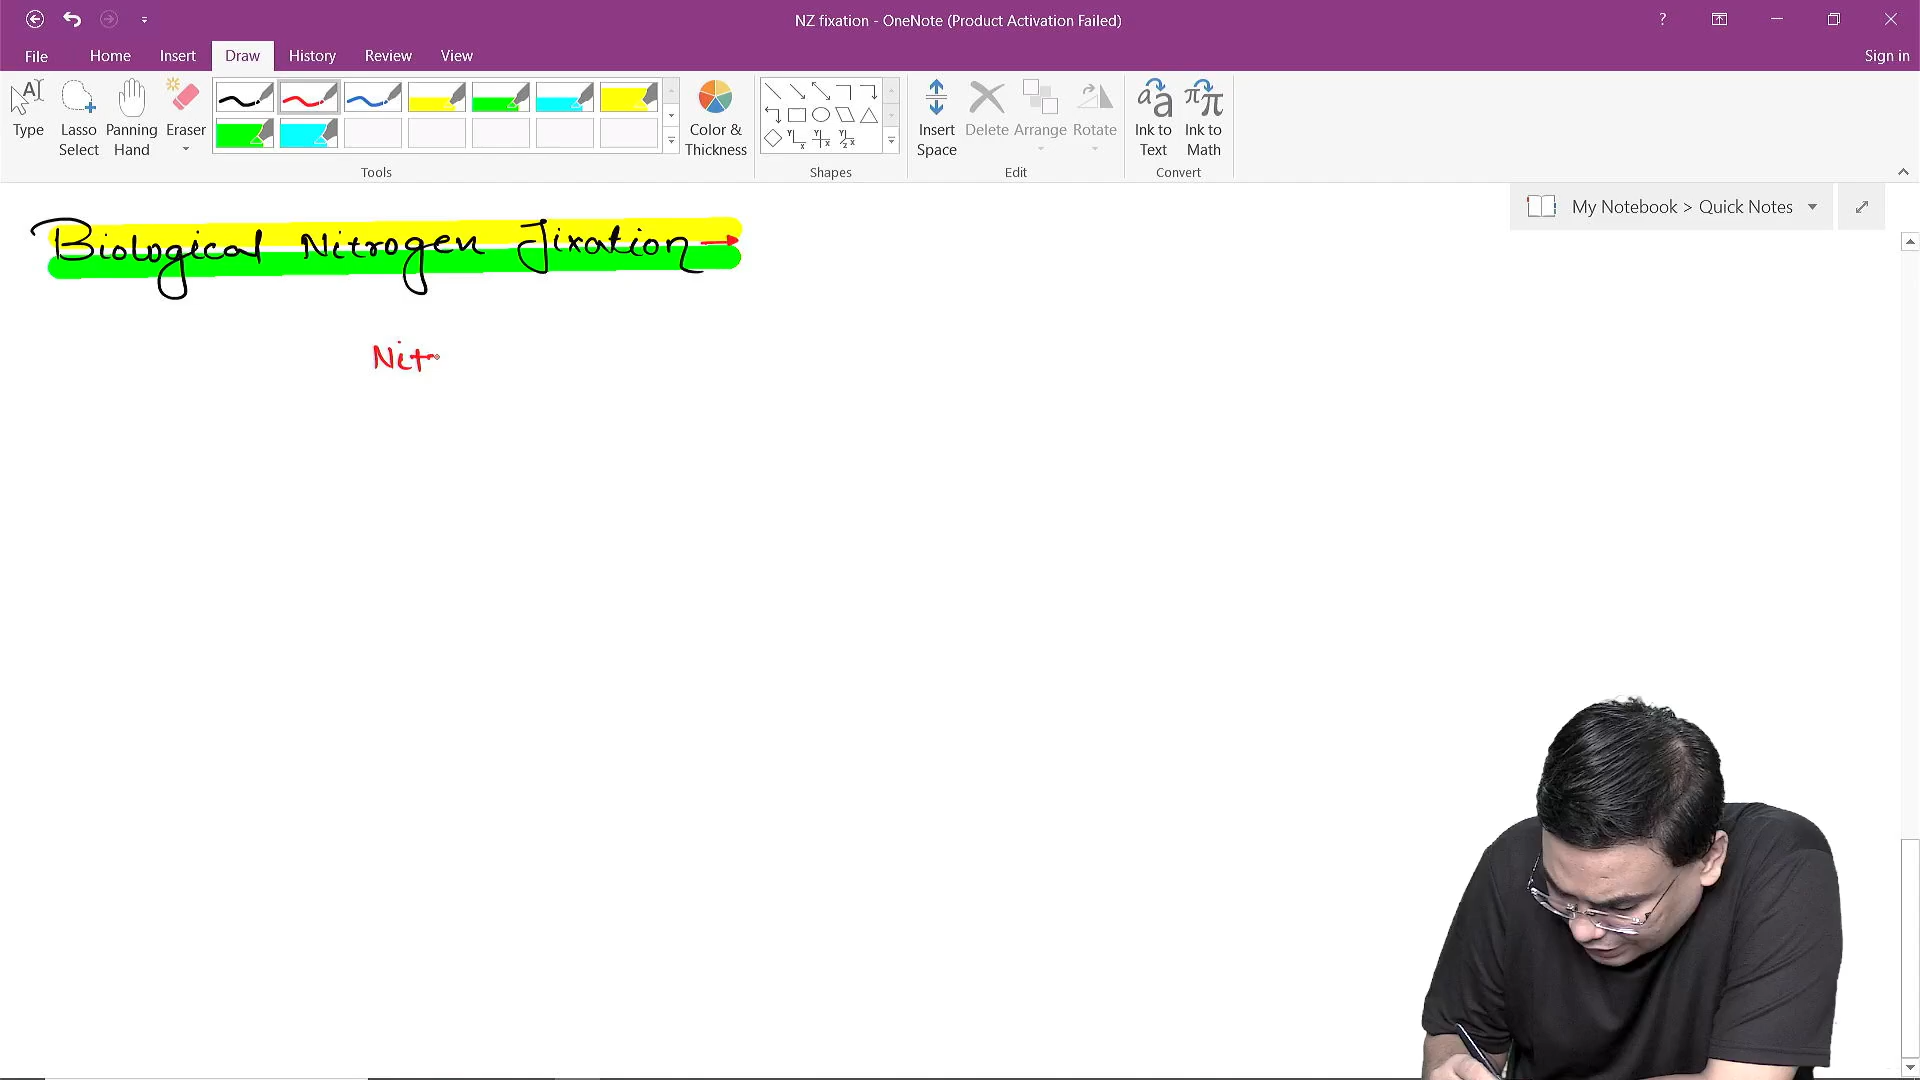 NZ fixation - OneNote (Product Activation Failed)
?
File Home Insert Draw History Review View
Sign in
Type
Lasso Select
Panning Hand
Eraser
Color & Thickness
Insert Space
Delete
Arrange
Rotate
Ink to Text
Ink to Math
Tools
Shapes
Edit
Convert
My Notebook > Quick Notes
Biological Nitrogen Fixation
Nit